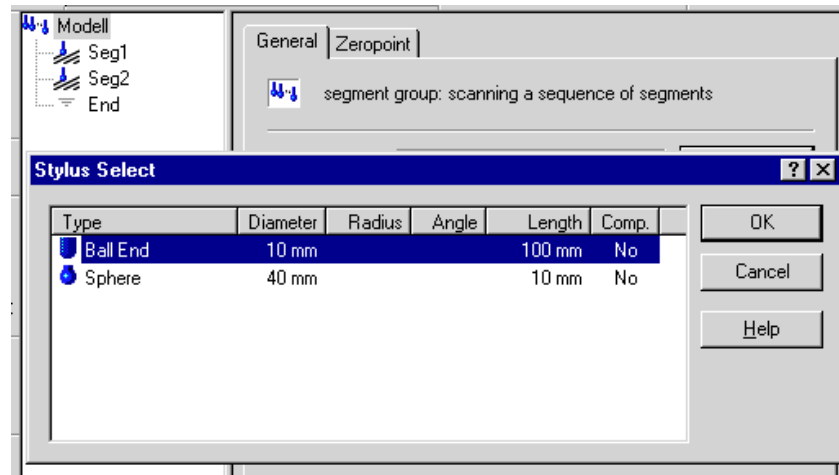 Modell
Seg1
Seg2
End
General Zeropoint
segment group: scanning a sequence of segments
Stylus Select
Type Diameter Radius Angle Length Comp.
Ball End 10 mm 100 mm No
Sphere 40 mm 10 mm No
OK
Cancel
Help